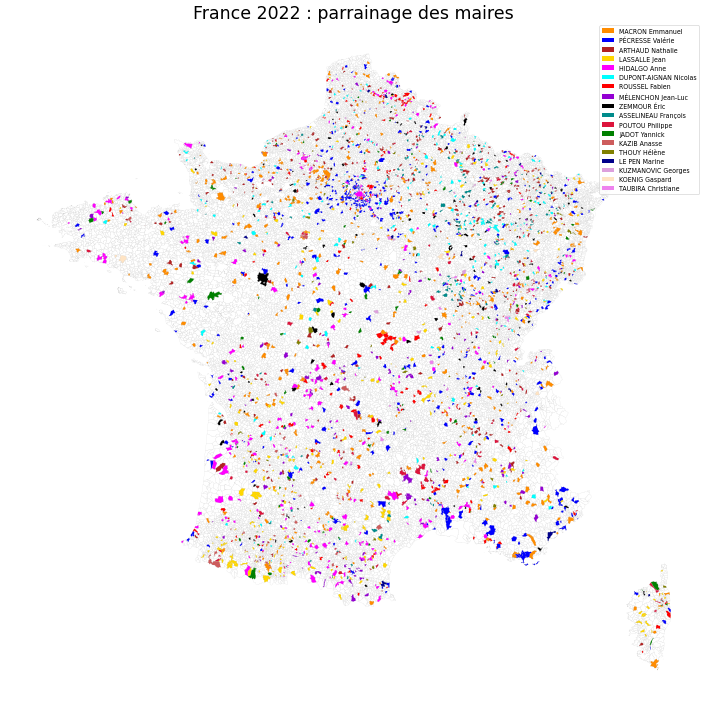 France 2022 : parrainage des maires
MACRON Emmanuel
PÉCRESSE Valérie
ARTHAUD Nathalie
LASSALLE Jean
HIDALGO Anne
DUPONT-AIGNAN Nicolas
ROUSSEL Fabien
MÉLENCHON Jean-Luc
ZEMMOUR Éric
ASSELINEAU François
POUTOU Philippe
JADOT Yannick
KAZIB Anasse
THOUY Hélène
LE PEN Marine
KUZMANOVIC Georges
KOENIG Gaspard
TAUBIRA Christiane